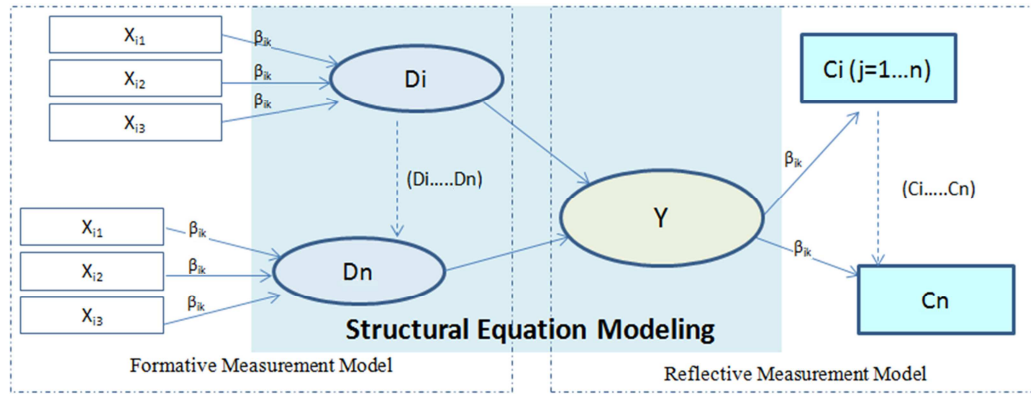 Xi1
βik
Xi2
βik
Xi3
βik
Di
(Di.....Dn)
Xi1
βik
Xi2
βik
Xi3
βik
Dn
Y
Ci (j=1...n)
βik
(Ci.....Cn)
βik
Cn
Structural Equation Modeling
Formative Measurement Model
Reflective Measurement Model